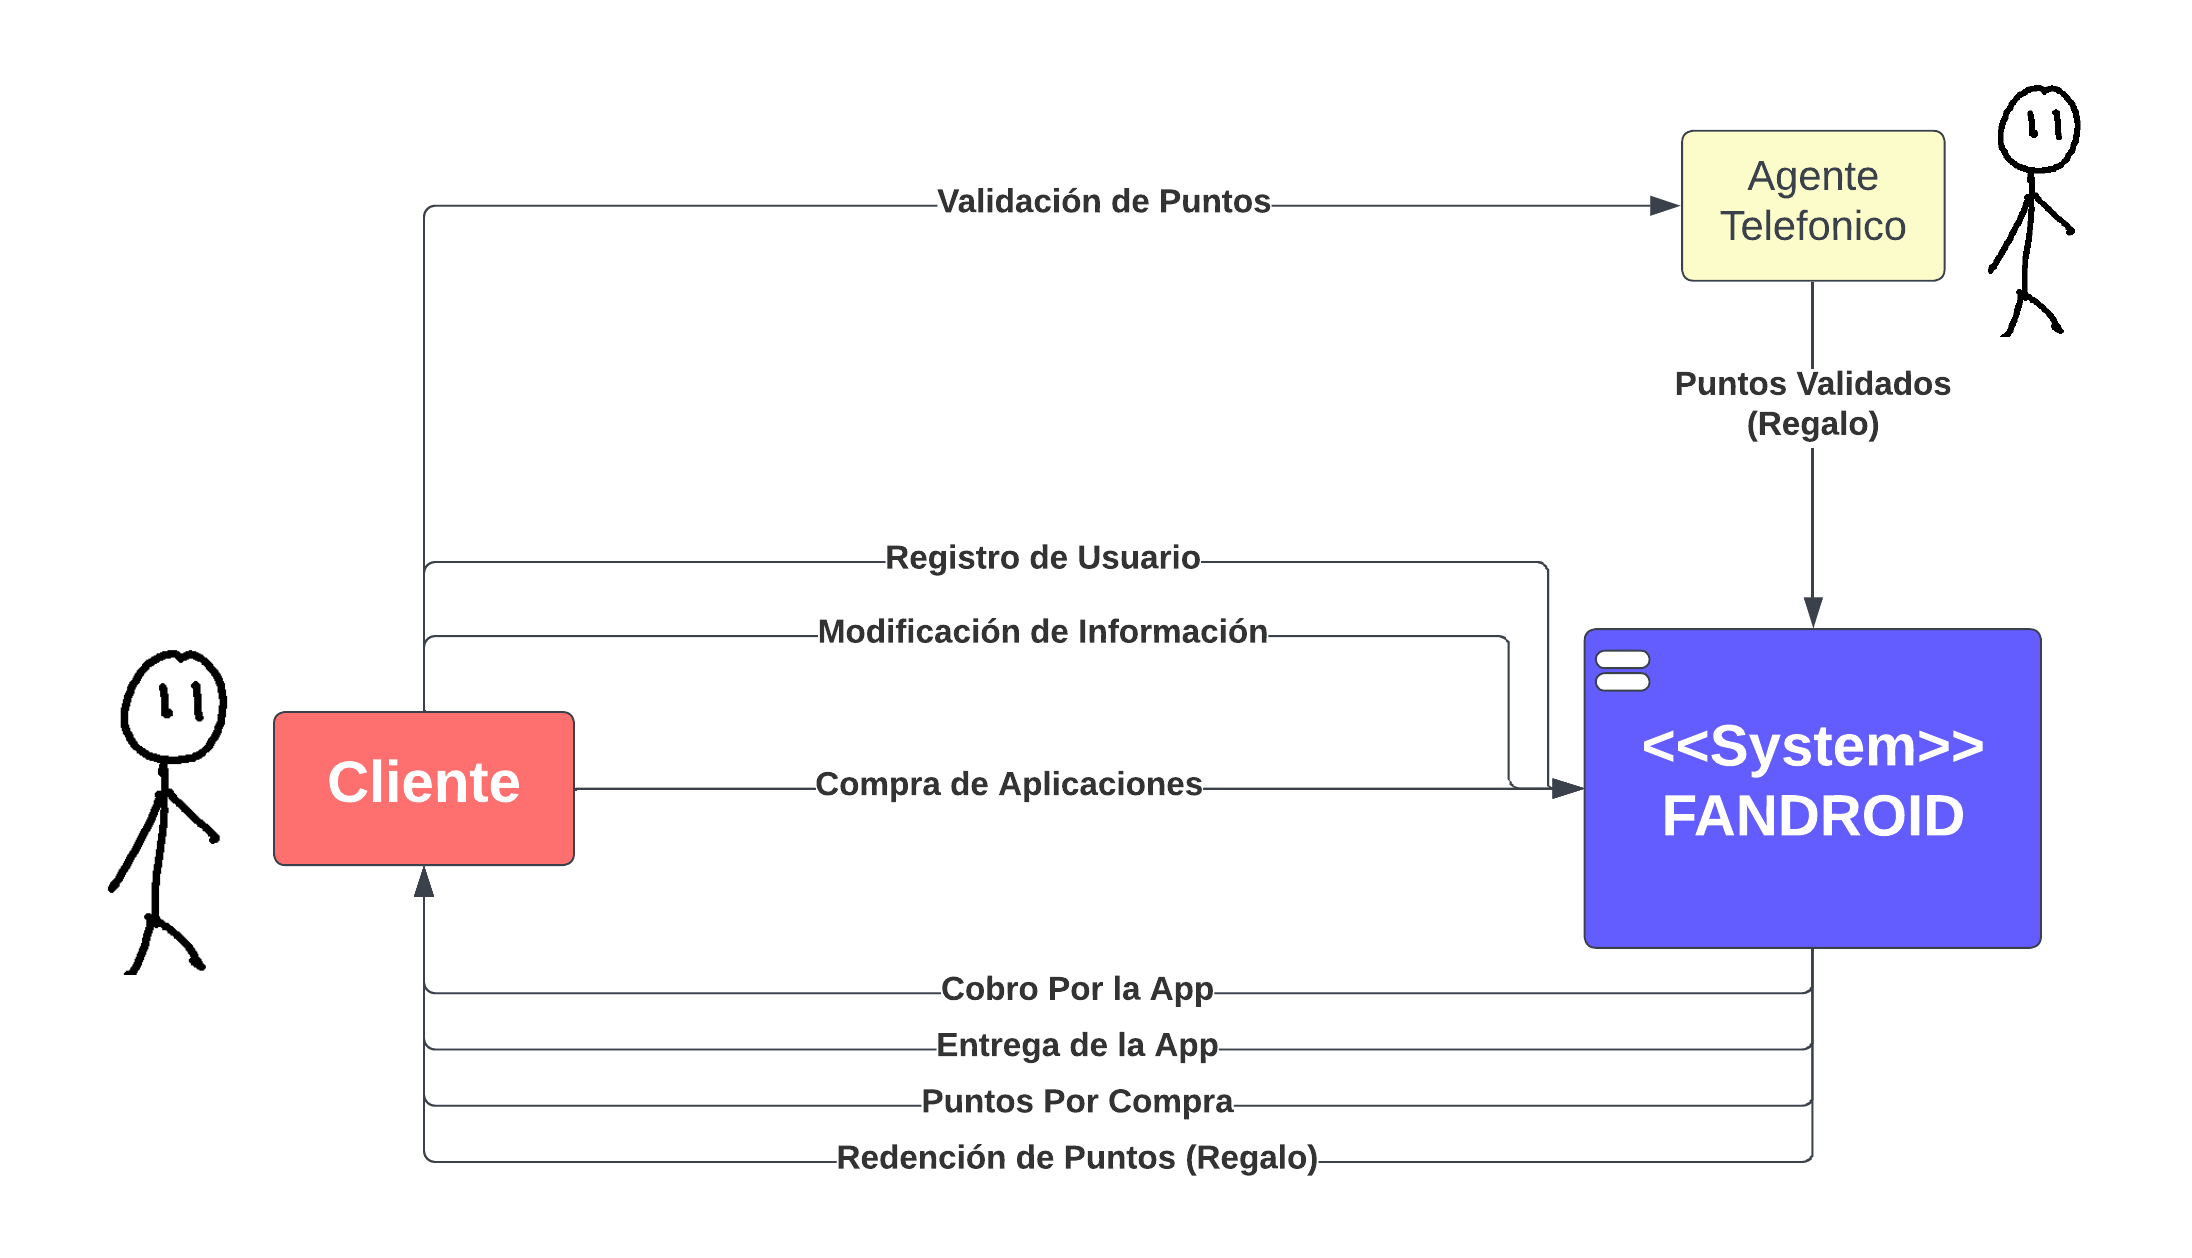 Agente
Telefonico
Validación de Puntos
Puntos Validados
(Regalo)
Registro de Usuario
Modificación de Información
Cliente
Compra de Aplicaciones
<<System>>
FANDROID
Cobro Por la App
Entrega de la App
Puntos Por Compra
Redención de Puntos (Regalo)